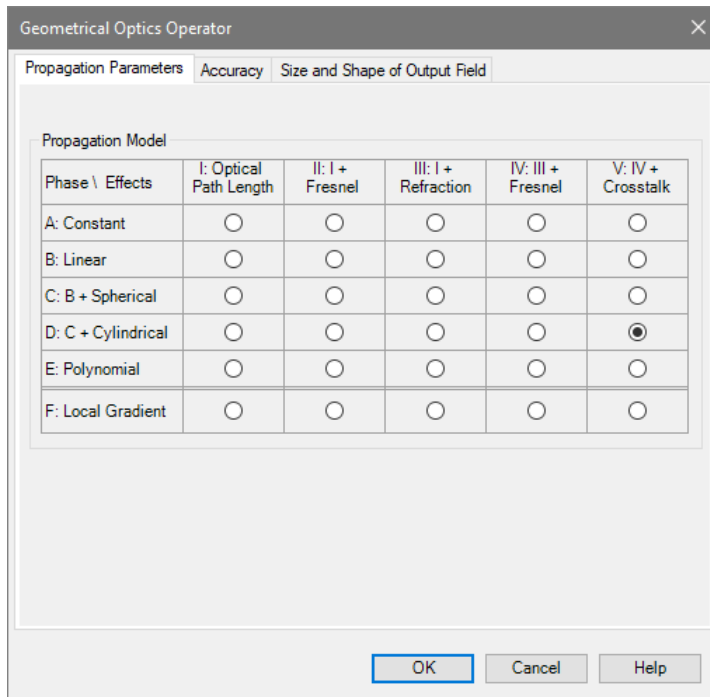 Geometrical Optics Operator
Propagation Parameters Accuracy Size and Shape of Output Field
Propagation Model
Phase \ Effects
I: Optical
Path Length
II: I +
Fresnel
III: I +
Refraction
IV: III +
Fresnel
V: IV +
Crosstalk
A: Constant
B: Linear
C: B + Spherical
D: C + Cylindrical
E: Polynomial
F: Local Gradient
OK Cancel Help